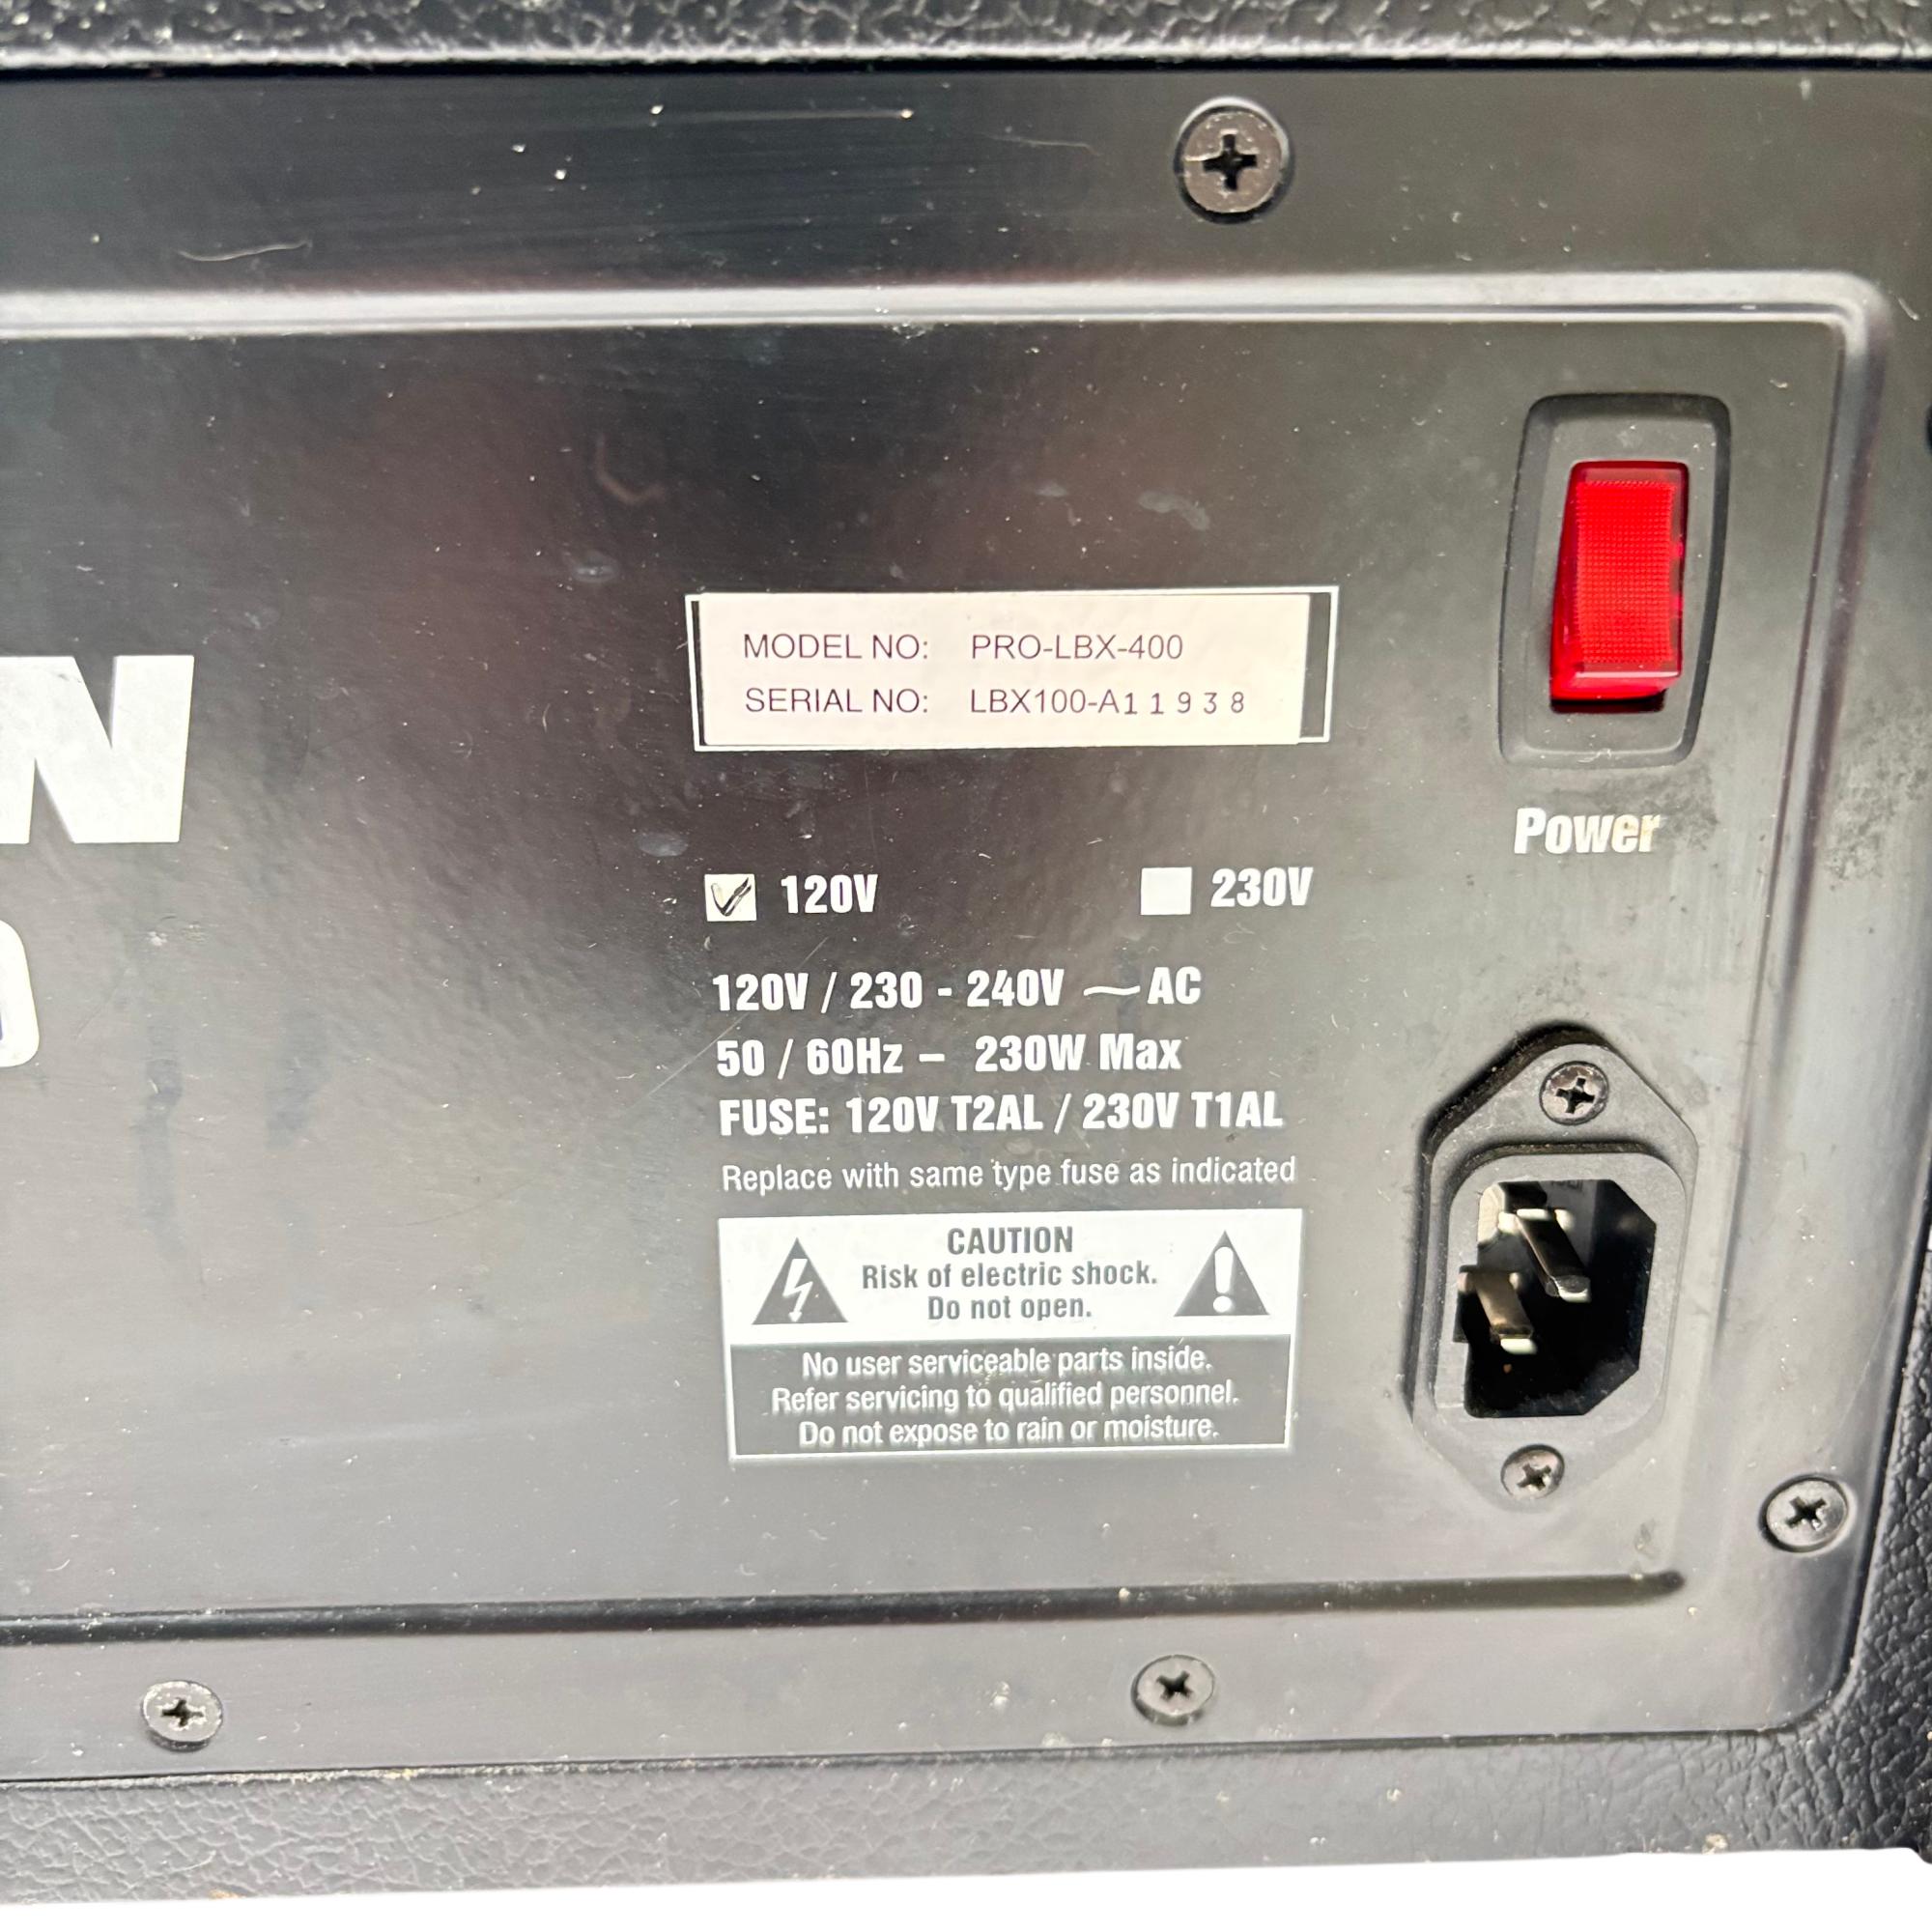 N
MODEL NO: PRO-LBX-400
SERIAL NO: LBX100-A11938
Power
120V 230V
120V / 230 - 240V ~ AC
50 / 60Hz – 230W Max
FUSE: 120V T2AL / 230V T1AL
Replace with same type fuse as indicated
CAUTION
Risk of electric shock.
Do not open.
No user serviceable parts inside.
Refer servicing to qualified personnel.
Do not expose to rain or moisture.